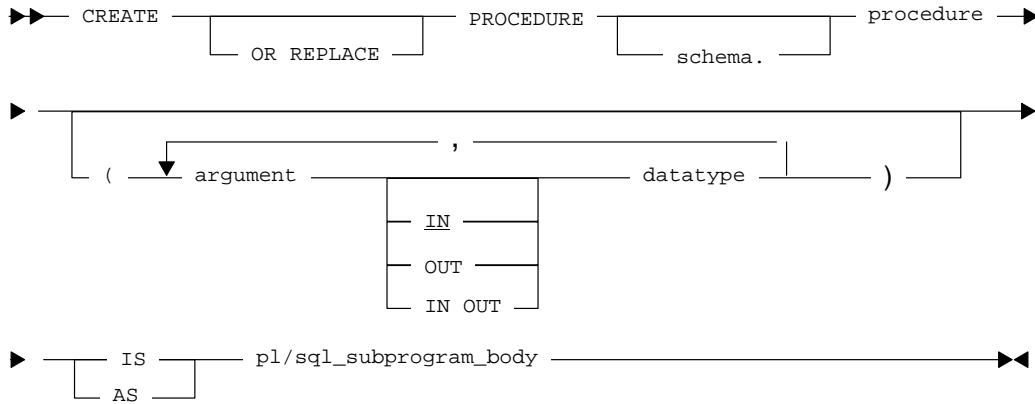 CREATE PROCEDURE procedure
OR REPLACE schema.
,
( argument datatype )
IN
OUT
IN OUT
IS pl/sql_subprogram_body
AS